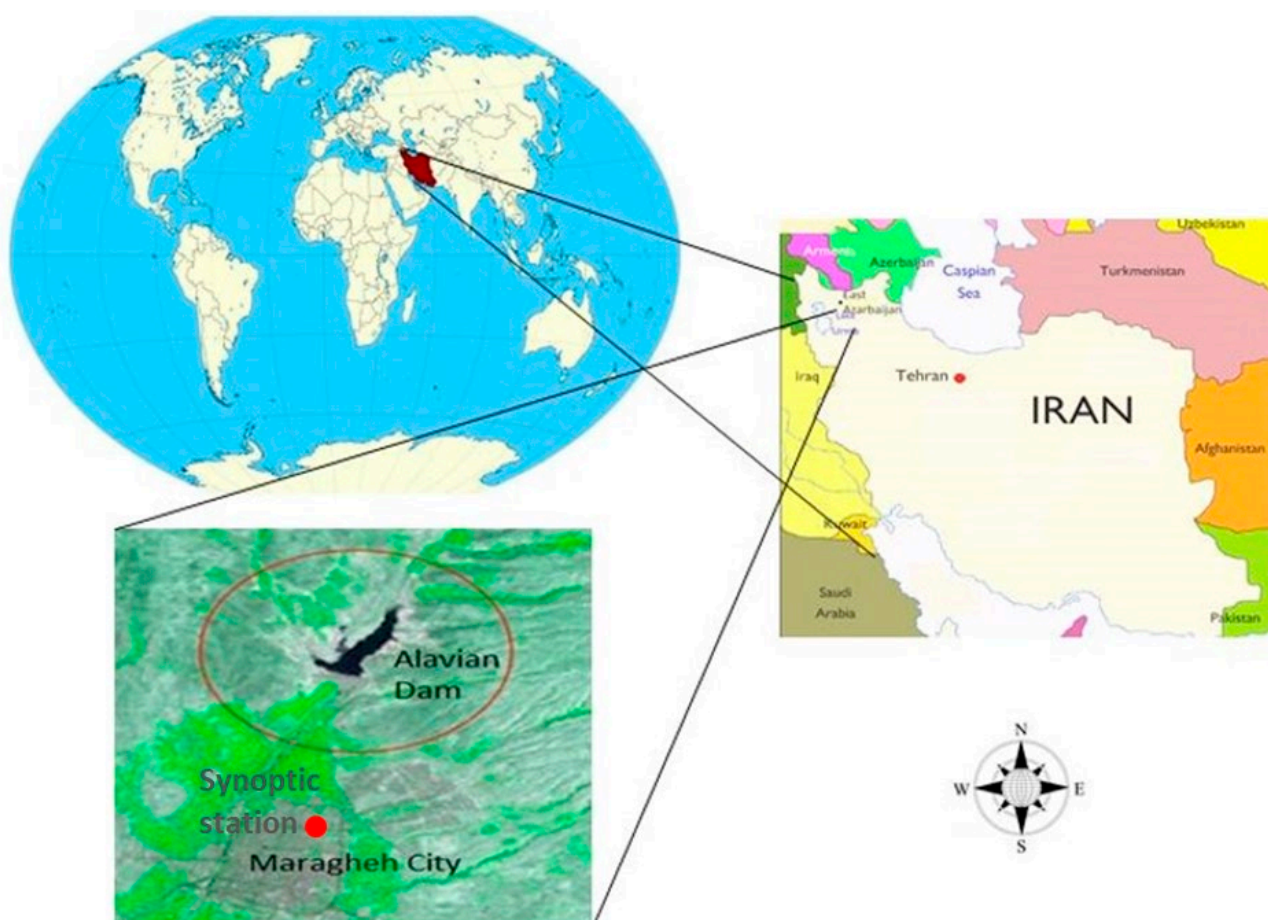 Uzbekistan
Armenia
Azerbaijan
Caspian
Sea
Turkmenistan
East
Azarbaijan
Iraq
Tehran
IRAN
Afghanistan
Kuwait
Saudi
Arabia
Pakistan
Alavian
Dam
Synoptic
station
Maragheh City
N
W
E
S